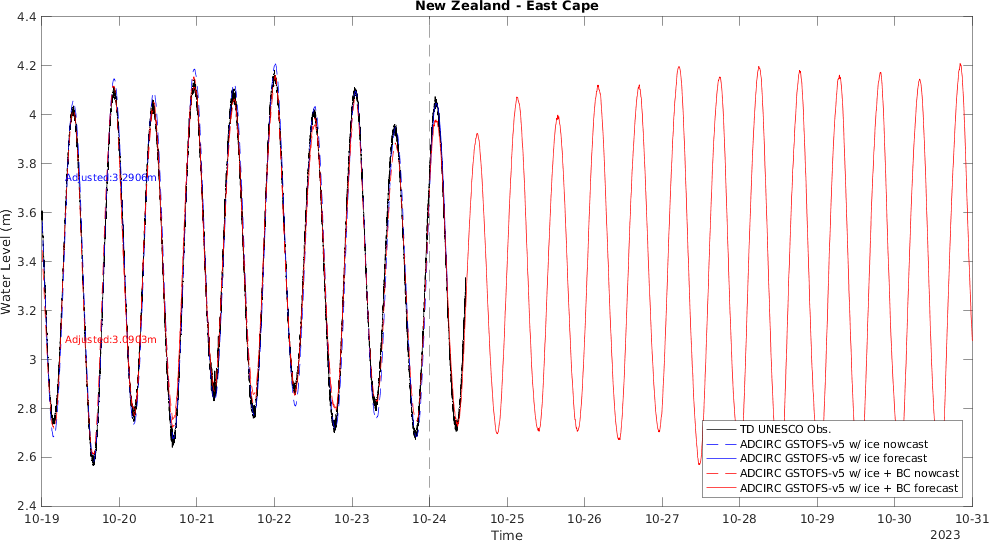 New Zealand - East Cape
4.4
4.2
4
3.8
3.6
3.4
3.2
3
2.8
2.6
2.4
Water Level (m)
Adjusted:3.2906m
Adjusted:3.0903m
TD UNESCO Obs.
ADCIRC GSTOFS-v5 w/ ice nowcast
ADCIRC GSTOFS-v5 w/ ice forecast
ADCIRC GSTOFS-v5 w/ ice + BC nowcast
ADCIRC GSTOFS-v5 w/ ice + BC forecast
10-19 10-20 10-21 10-22 10-23 10-24 10-25 10-26 10-27 10-28 10-29 10-30 10-31
Time
2023